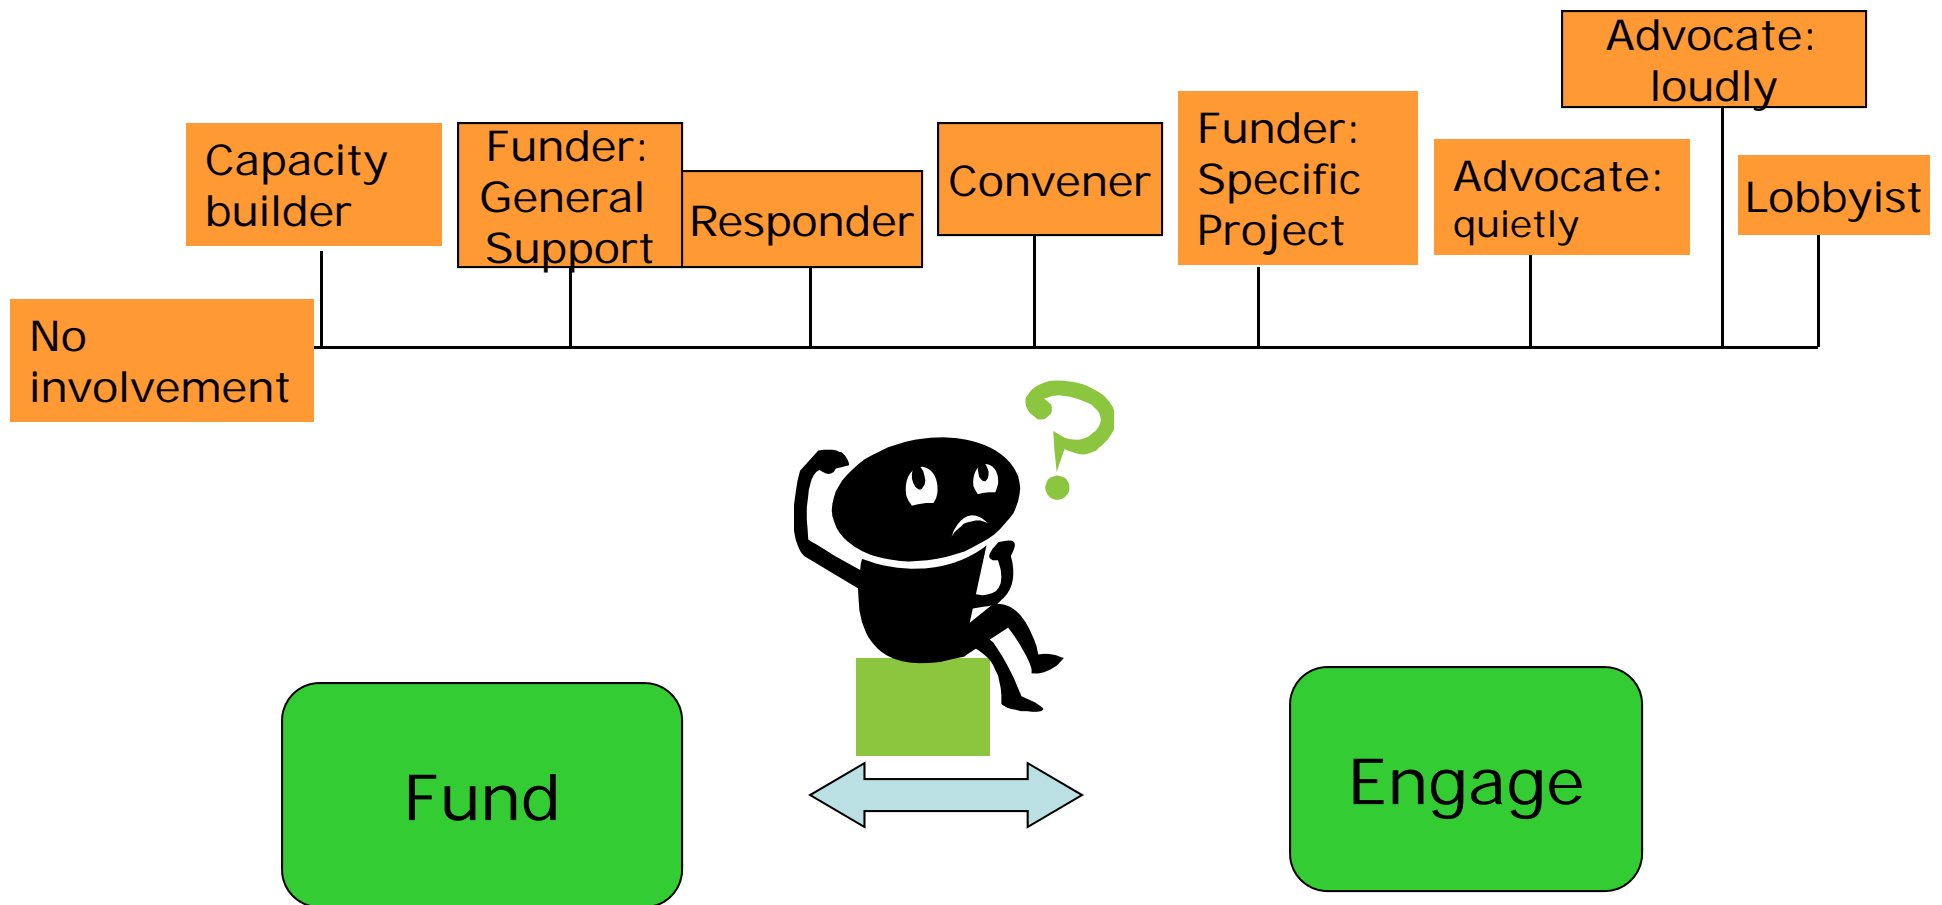 No
involvement
Capacity
builder
Funder:
General
Support
Responder
Convener
Funder:
Specific
Project
Advocate:
quietly
Advocate:
loudly
Lobbyist
?
Fund
Engage